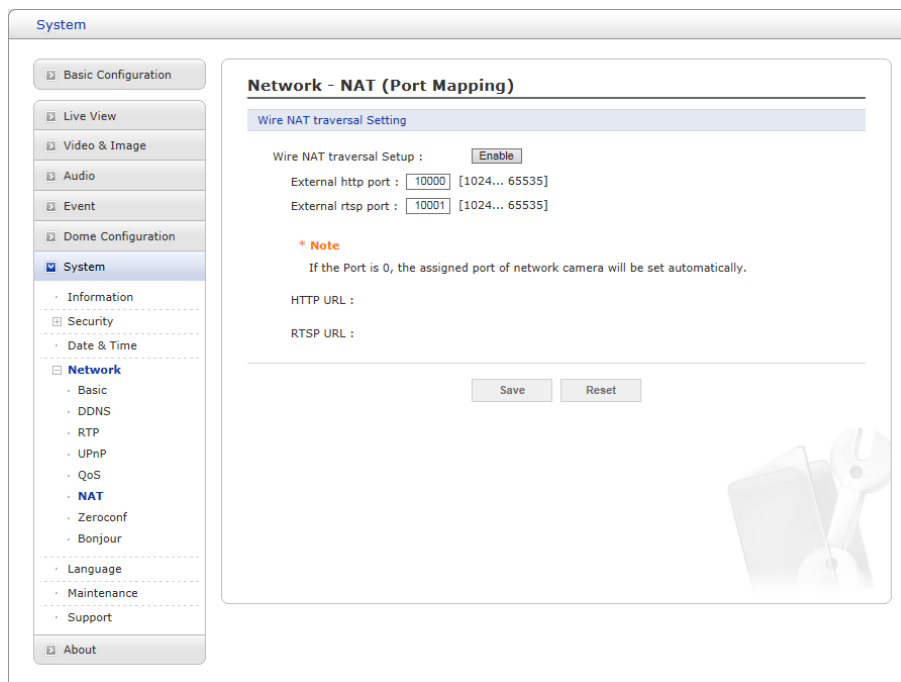 System
Basic Configuration
Live View
Video & Image
Audio
Event
Dome Configuration
System
· Information
Security
· Date & Time
Network
· Basic
· DDNS
· RTP
· UPnP
· QoS
· NAT
· Zeroconf
· Bonjour
· Language
· Maintenance
· Support
About
Network - NAT (Port Mapping)
Wire NAT traversal Setting
Wire NAT traversal Setup : Enable
External http port : 10000 [1024... 65535]
External rtsp port : 10001 [1024... 65535]
* Note
If the Port is 0, the assigned port of network camera will be set automatically.
HTTP URL :
RTSP URL :
Save Reset